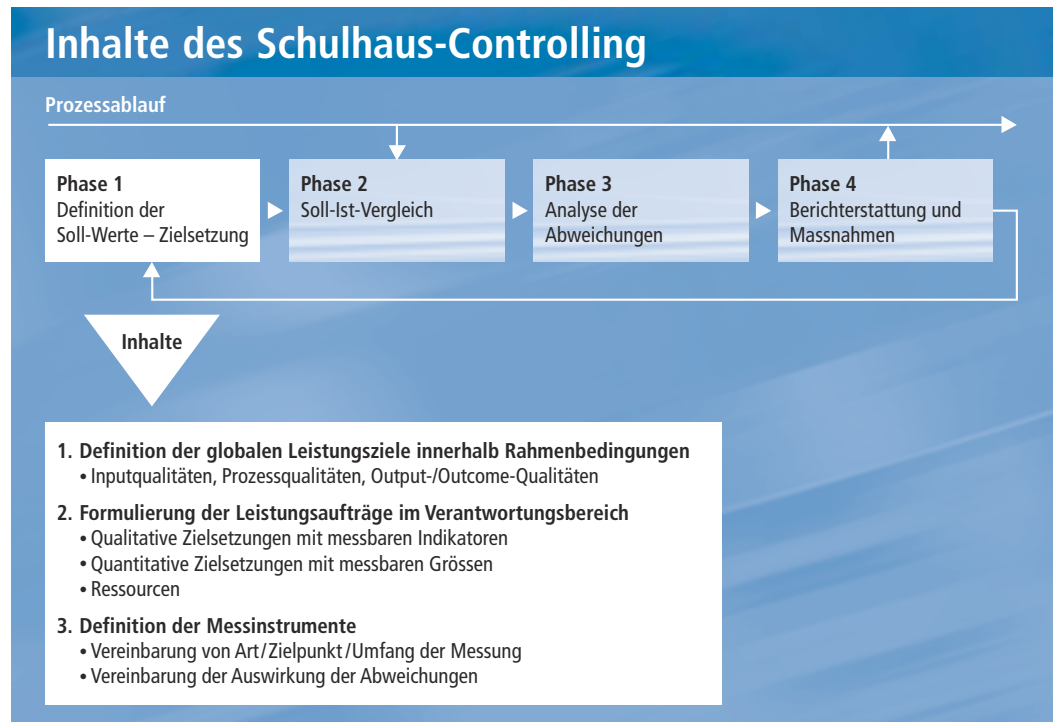 Inhalte des Schulhaus-Controlling
Prozessablauf
Phase 1
Definition der
Soll-Werte – Zielsetzung
Phase 2
Soll-Ist-Vergleich
Phase 3
Analyse der
Abweichungen
Phase 4
Berichterstattung und
Massnahmen
Inhalte
1. Definition der globalen Leistungsziele innerhalb Rahmenbedingungen
• Inputqualitäten, Prozessqualitäten, Output-/Outcome-Qualitäten
2. Formulierung der Leistungsaufträge im Verantwortungsbereich
• Qualitative Zielsetzungen mit messbaren Indikatoren
• Quantitative Zielsetzungen mit messbaren Grössen
• Ressourcen
3. Definition der Messinstrumente
• Vereinbarung von Art/Zielpunkt/Umfang der Messung
• Vereinbarung der Auswirkung der Abweichungen